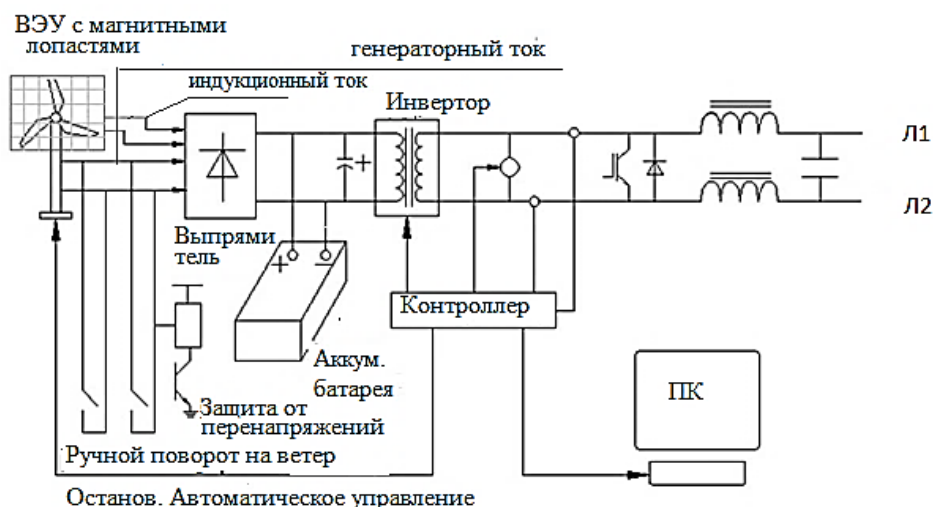 ВЭУ с магнитными
лопастями
генераторный ток
индукционный ток
Инвертор
Л1
Л2
Выпрями
тель
Контроллер
Аккум.
батарея
ПК
Защита от
перенапряжений
Ручной поворот на ветер
Останов. Автоматическое управление